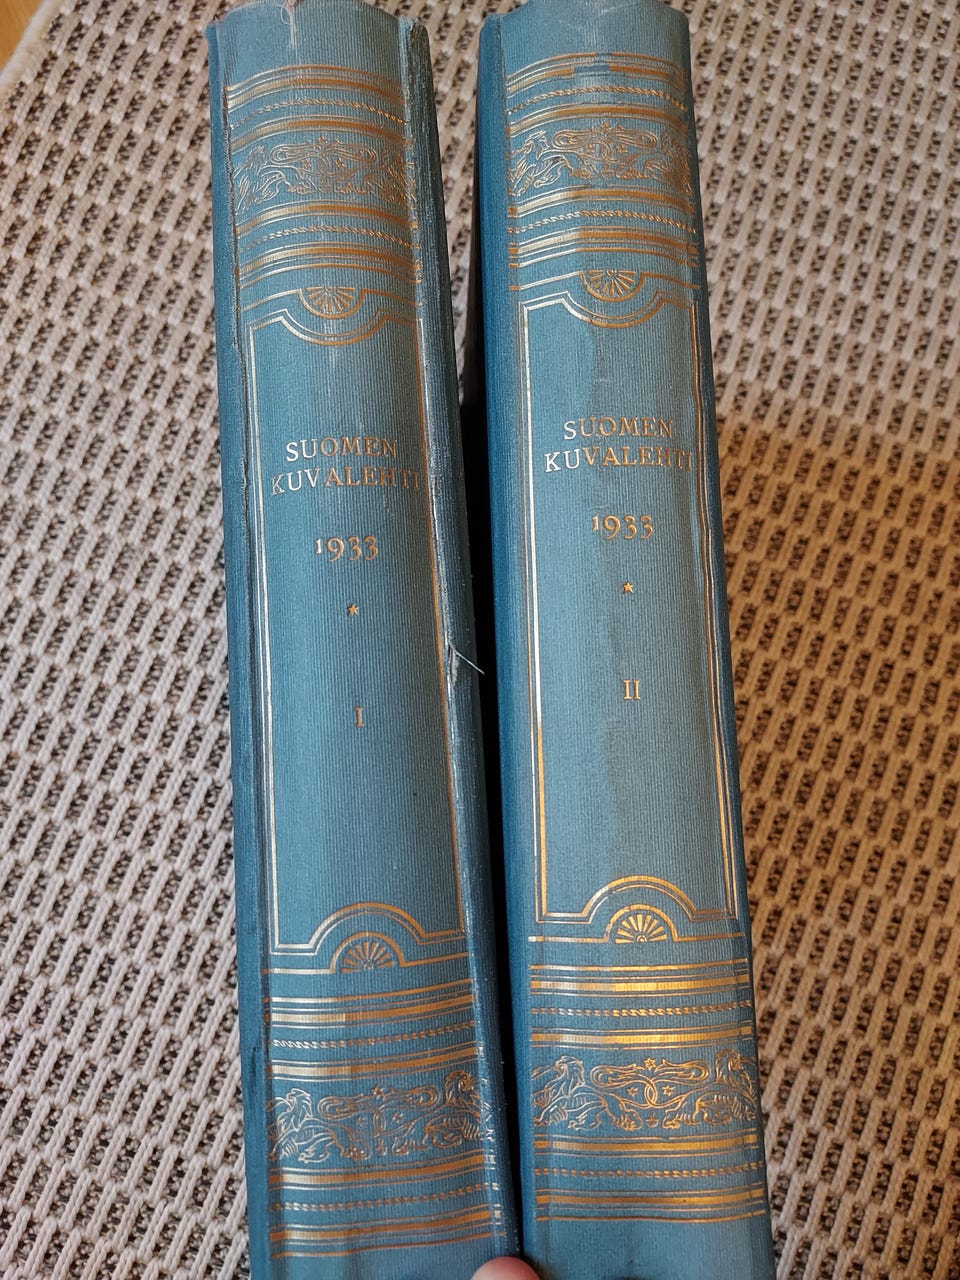 SUOMEN
KUVALEHTI
1933
I
SUOMEN
KUVALEHTI
1933
II